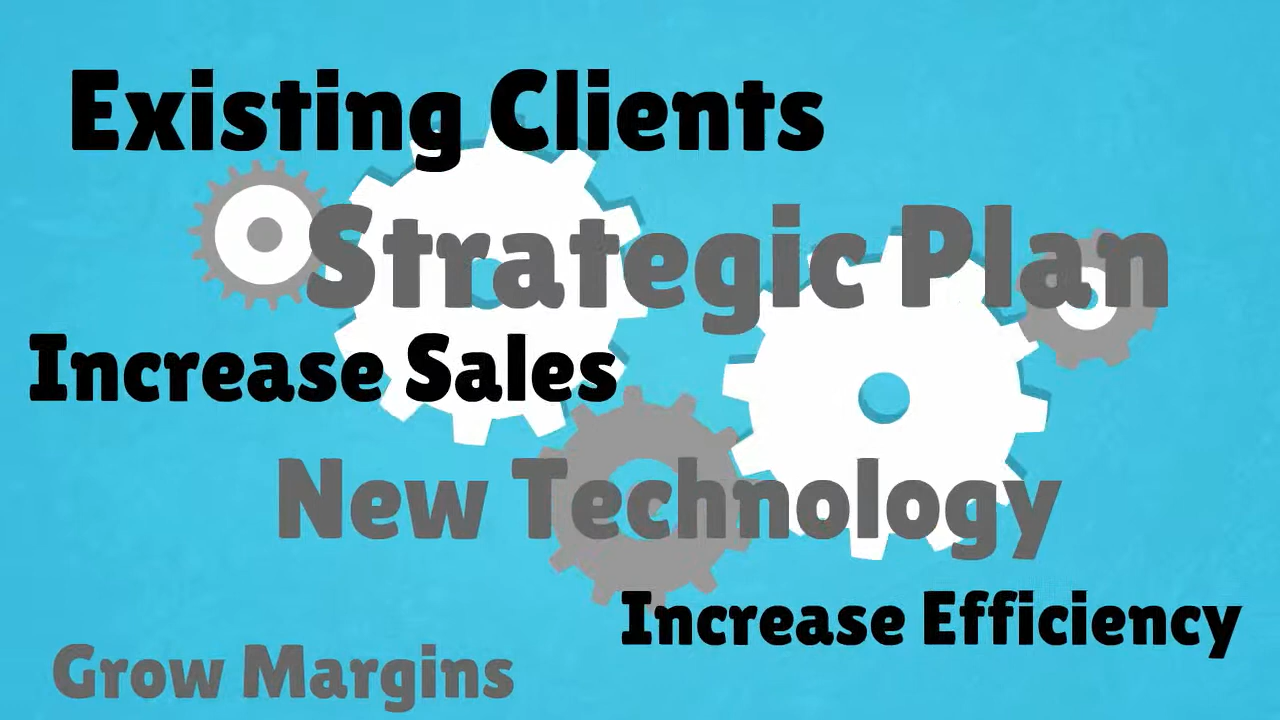 Existing Clients
Strategic Plan
Increase Sales
New Technology
Increase Efficiency
Grow Margins